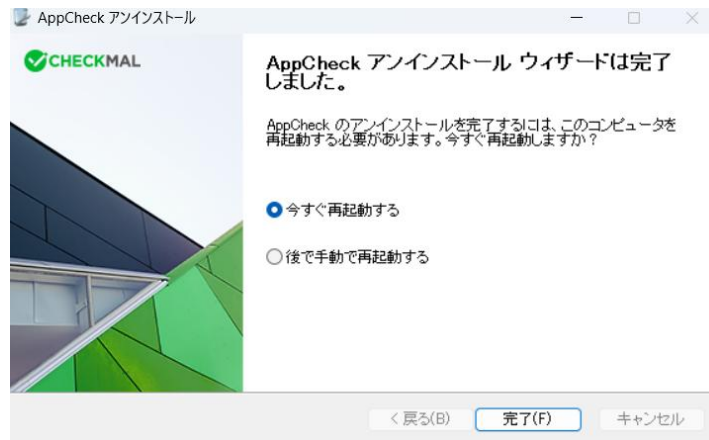 AppCheck アンインストール
CHECKMAL
AppCheck アンインストール ウィザードは完了
しました。
AppCheck のアンインストールを完了するには、このコンピュータを
再起動する必要があります。今すぐ再起動しますか？
今すぐ再起動する
後で手動で再起動する
< 戻る(B)
完了(F)
キャンセル